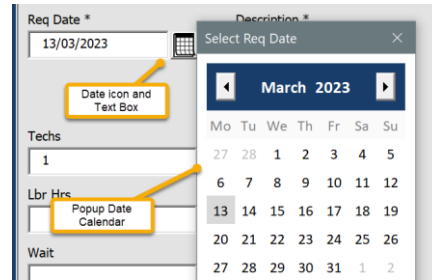 Req Date *
Description *
13/03/2023
Select Req Date
Date icon and
Text Box
March 2023
Mo Tu We Th Fr Sa Su
27 28 1 2 3 4 5
Techs
6 7 8 9 10 11 12
1
Lbr Hrs
13 14 15 16 17 18 19
Popup Date
Calendar
20 21 22 23 24 25 26
Wait
27 28 29 30 31 1 2